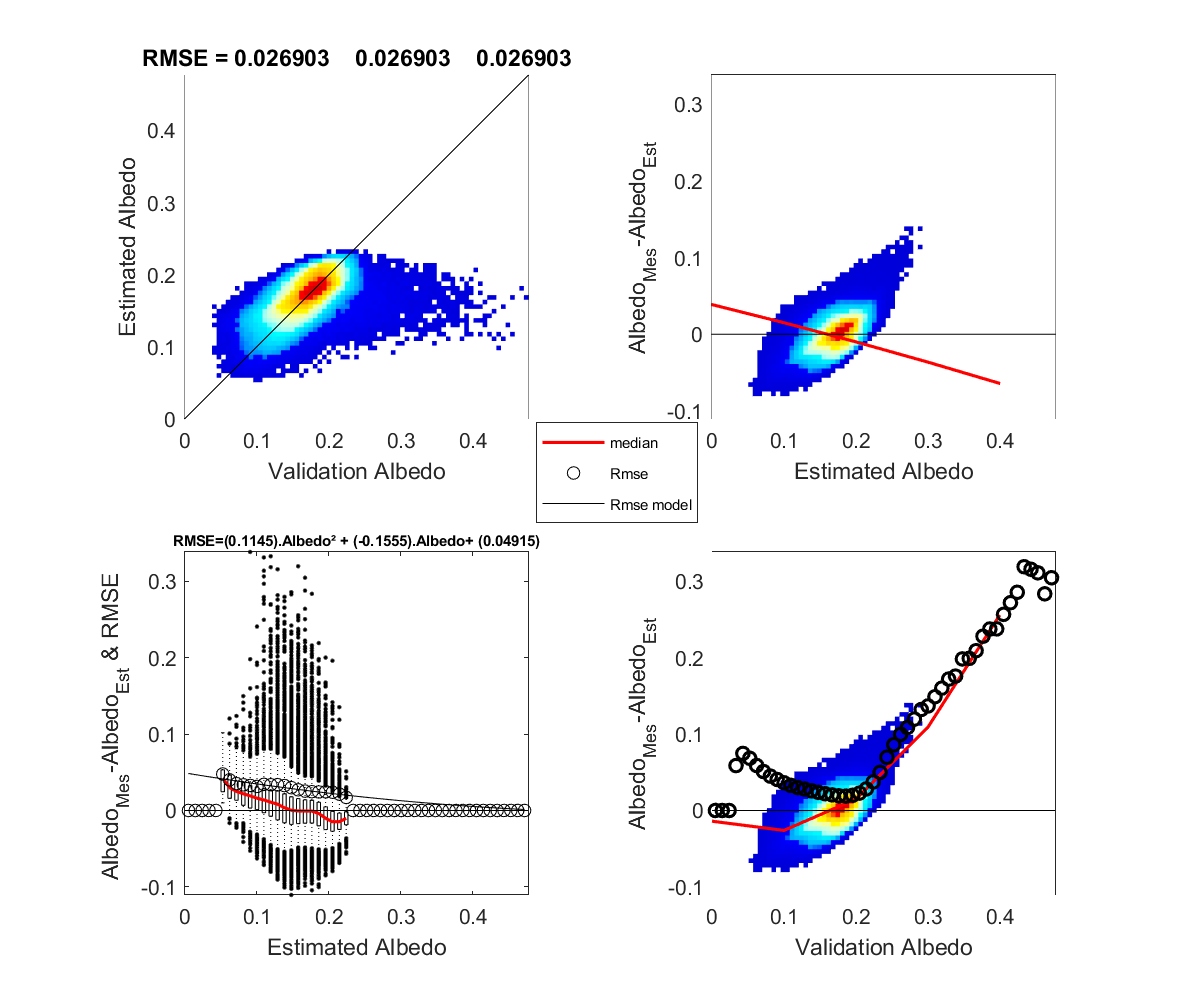 RMSE = 0.026903 0.026903 0.026903
Estimated Albedo
0.4
0.3
0.2
0.1
0
0 0.1 0.2 0.3 0.4
Validation Albedo
Albedo_Mes-Albedo_Est
0.3
0.2
0.1
0
-0.1
0 0.1 0.2 0.3 0.4
Estimated Albedo
median
Rmse
Rmse model
RMSE=(0.1145).Albedo² + (-0.1555).Albedo+ (0.04915)
Albedo_Mes-Albedo_Est & RMSE
0.3
0.2
0.1
0
-0.1
0 0.1 0.2 0.3 0.4
Estimated Albedo
Albedo_Mes-Albedo_Est
0.3
0.2
0.1
0
-0.1
0 0.1 0.2 0.3 0.4
Validation Albedo